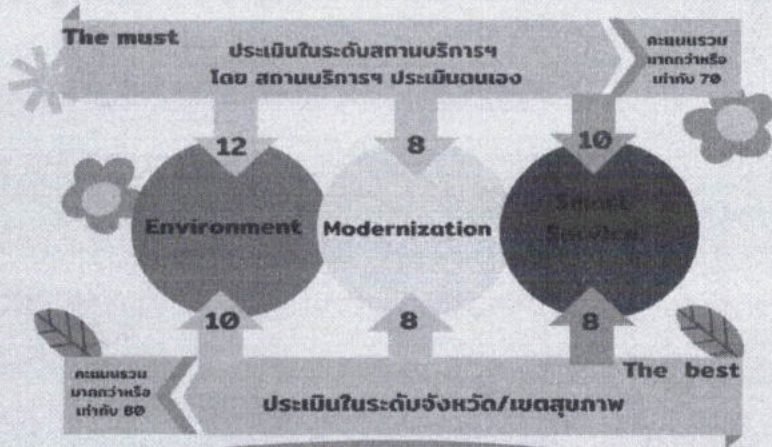 The must
ประเมินในระดับสถานบริการฯ
โดย สถานบริการฯ ประเมินตนเอง
คะแนนรวม
มากกว่าหรือ
เท่ากับ 70
12
8
10
Environment
Modernization
Smart
Service
10
8
8
คะแนนรวม
มากกว่าหรือ
เท่ากับ 60
The best
ประเมินในระดับจังหวัด/เขตสุขภาพ